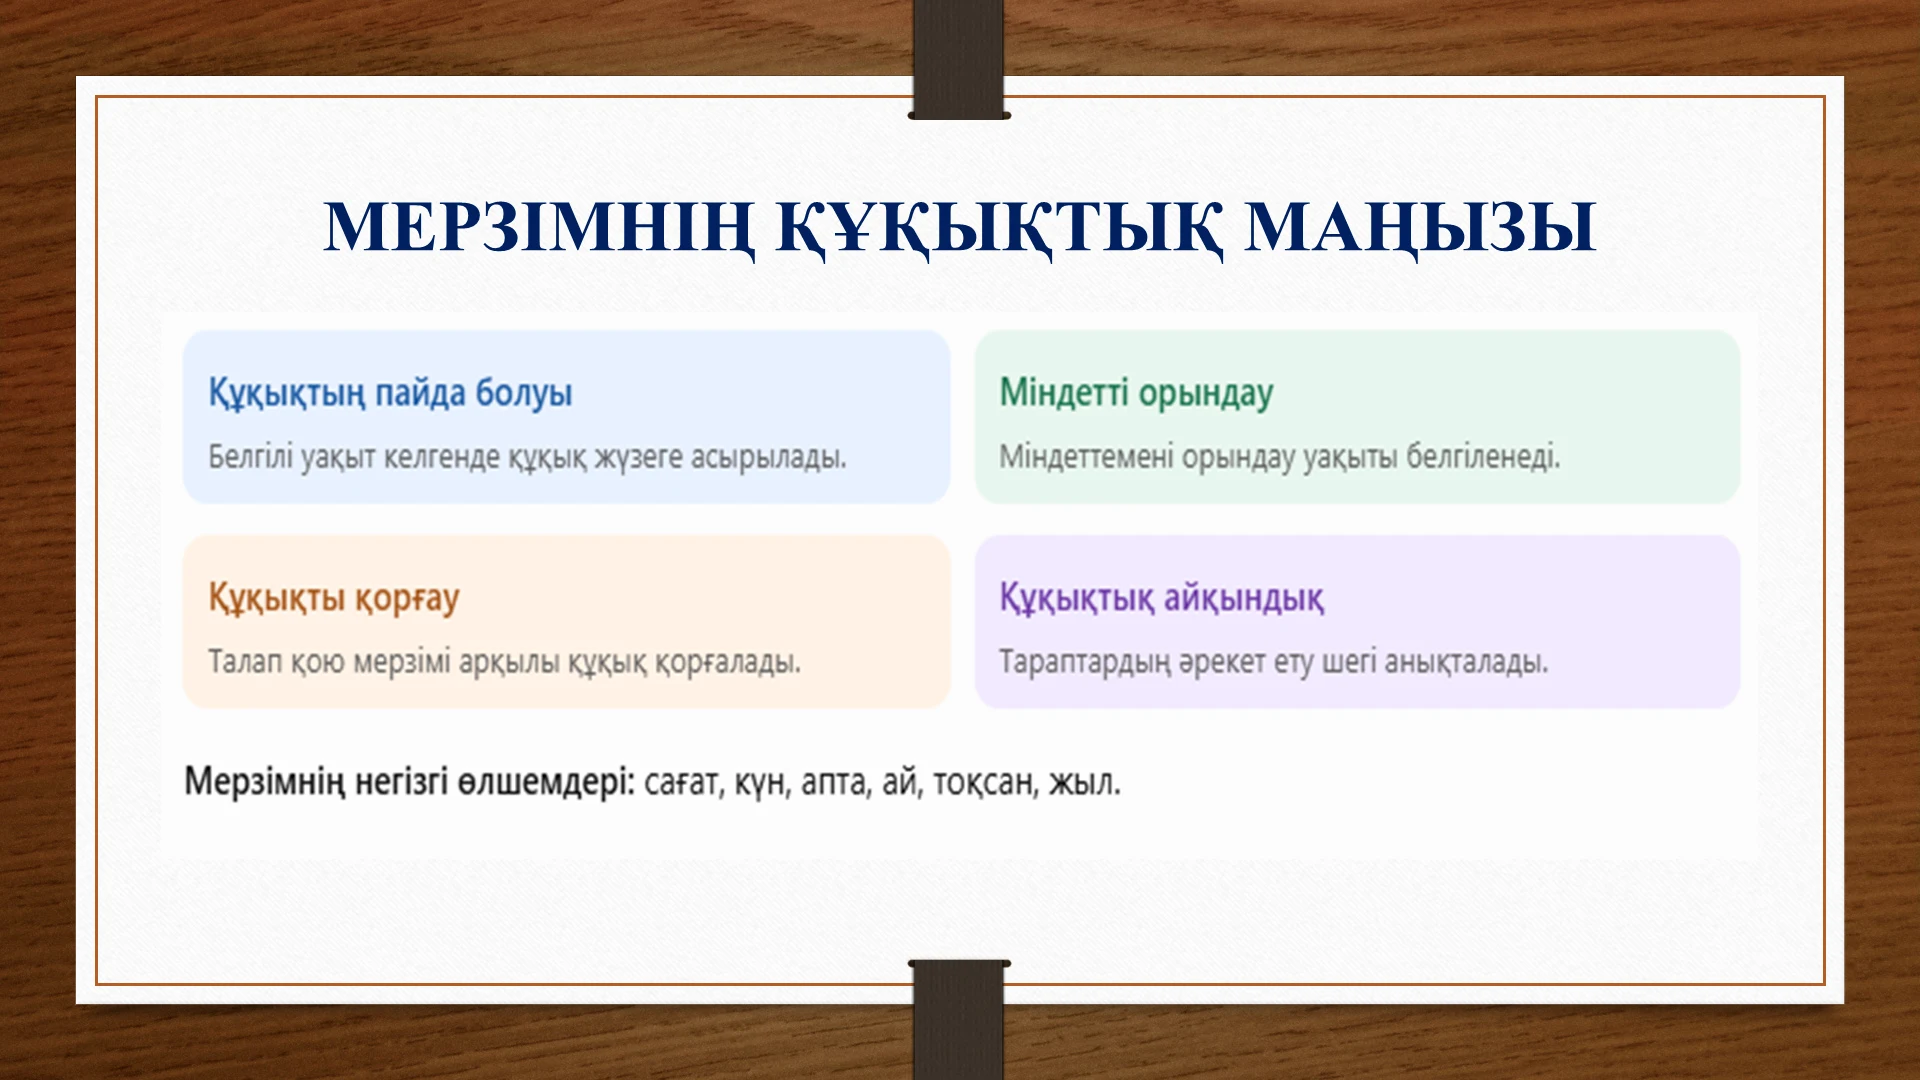 МЕРЗІМНІҢ ҚҰҚЫҚТЫҚ МАҢЫЗЫ
Құқықтың пайда болуы
Белгілі уақыт келгенде құқық жүзеге асырылады.
Міндетті орындау
Міндеттемені орындау уақыты белгіленеді.
Құқықты қорғау
Талап қою мерзімі арқылы құқық қорғалады.
Құқықтық айқындық
Тараптардың әрекет ету шегі анықталады.
Мерзімнің негізгі өлшемдері: сағат, күн, апта, ай, тоқсан, жыл.